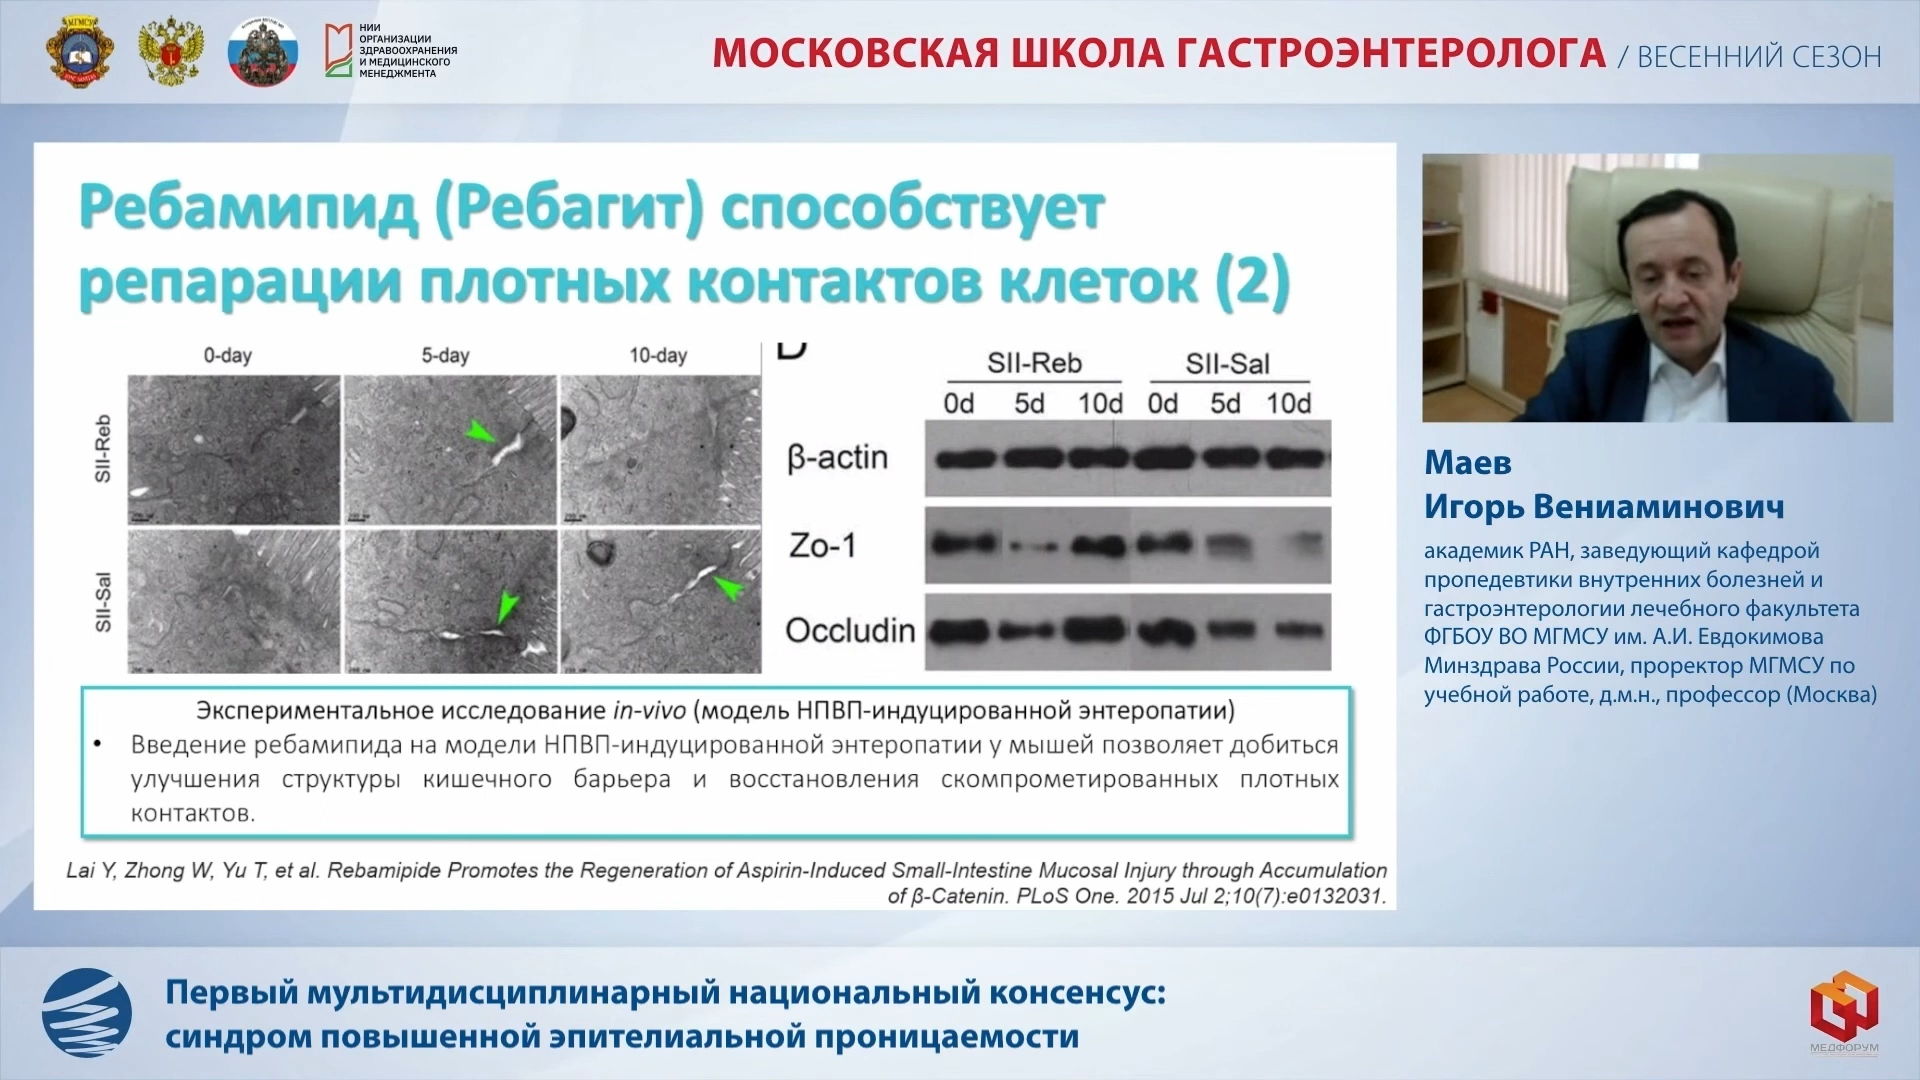 НИИ
ОРГАНИЗАЦИИ
ЗДРАВООХРАНЕНИЯ
И МЕДИЦИНСКОГО
МЕНЕДЖМЕНТА
МОСКОВСКАЯ ШКОЛА ГАСТРОЭНТЕРОЛОГА / ВЕСЕННИЙ СЕЗОН
Ребамипид (Ребагит) способствует
репарации плотных контактов клеток (2)
0-day 5-day 10-day
SII-Reb
SII-Sal
D
SII-Reb SII-Sal
0d 5d 10d 0d 5d 10d
β-actin
Zo-1
Occludin
Экспериментальное исследование in-vivo (модель НПВП-индуцированной энтеропатии)
• Введение ребамипида на модели НПВП-индуцированной энтеропатии у мышей позволяет добиться
улучшения структуры кишечного барьера и восстановления скомпрометированных плотных
контактов.
Lai Y, Zhong W, Yu T, et al. Rebamipide Promotes the Regeneration of Aspirin-Induced Small-Intestine Mucosal Injury through Accumulation
of β-Catenin. PLoS One. 2015 Jul 2;10(7):e0132031.
Маев
Игорь Вениаминович
академик РАН, заведующий кафедрой
пропедевтики внутренних болезней и
гастроэнтерологии лечебного факультета
ФГБОУ ВО МГМСУ им. А.И. Евдокимова
Минздрава России, проректор МГМСУ по
учебной работе, д.м.н., профессор (Москва)
Первый мультидисциплинарный национальный консенсус:
синдром повышенной эпителиальной проницаемости
МЕДФОРУМ